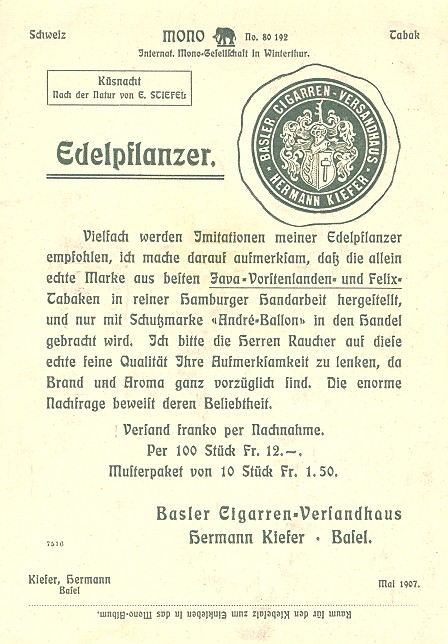 Schweiz MONO No. 80 192 Tabak
Internat. Mono-Gesellschaft in Winterthur.
Küsnacht
Nach der Natur von E. STIEFEL
BASLER CIGARREN-VERSANDHAUS
· HERMANN KIEFER ·
Edelpflanzer.
Vielfach werden Imitationen meiner Edelpflanzer
empfohlen, ich mache darauf aufmerksam, daß die allein
echte Marke aus besten Java-Vorstenlanden- und Felix-
Tabaken in reiner Hamburger Handarbeit hergestellt,
und nur mit Schutzmarke «André-Ballon» in den Handel
gebracht wird. Ich bitte die Herren Raucher auf diese
echte feine Qualität Ihre Aufmerksamkeit zu lenken, da
Brand und Aroma ganz vorzüglich sind. Die enorme
Nachfrage beweist deren Beliebtheit.
Versand franko per Nachnahme.
Per 100 Stück Fr. 12.—.
Musterpaket von 10 Stück Fr. 1.50.
Basler Cigarren-Versandhaus
Hermann Kiefer · Basel.
7516
Kiefer, Hermann
Basel
Mai 1907.
Raum für den Klebefalz zum Einkleben in das Mono-Album.